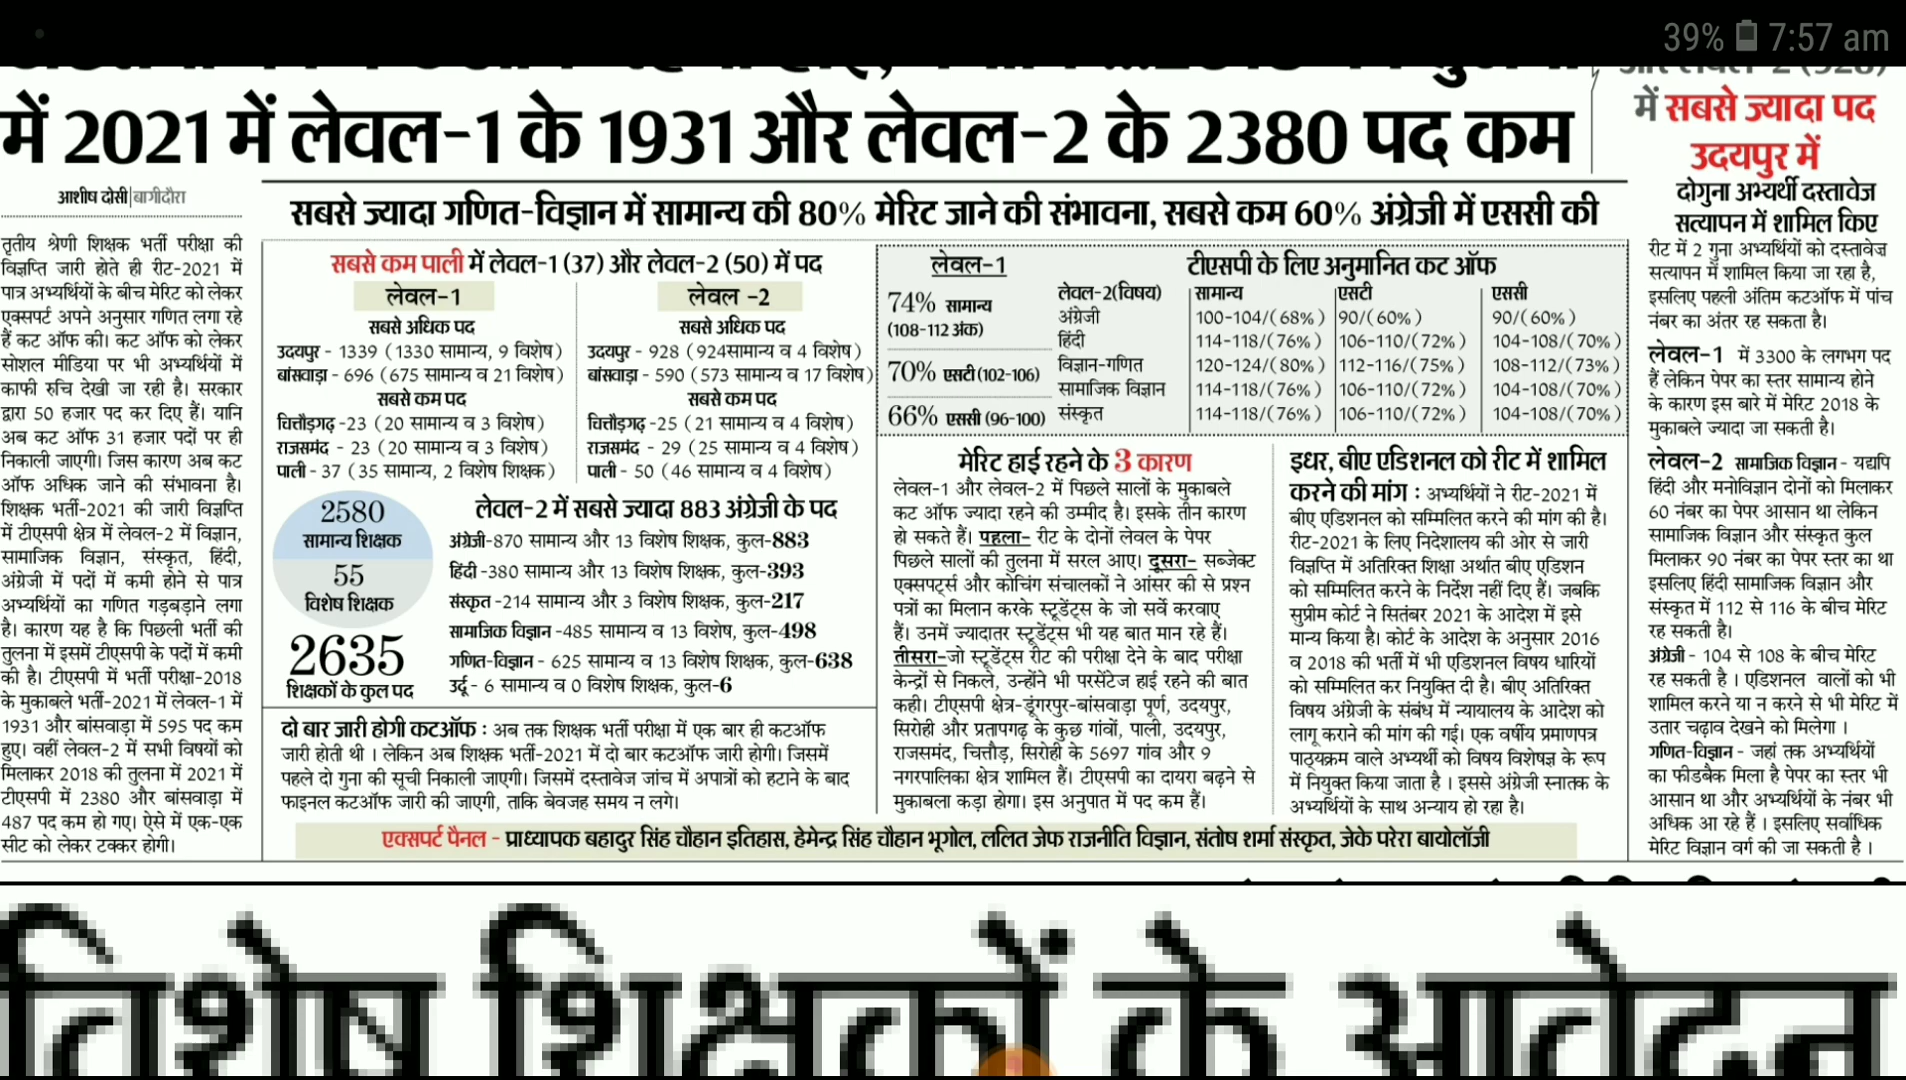 39% 7:57 am
में 2021 में लेवल-1 के 1931 और लेवल-2 के 2380 पद कम
आशीष दोसी|बागीदौरा
तृतीय श्रेणी शिक्षक भर्ती परीक्षा की
विज्ञप्ति जारी होते ही रीट-2021 में
पात्र अभ्यर्थियों के बीच मेरिट को लेकर
एक्सपर्ट अपने अनुसार गणित लगा रहे
हैं कट ऑफ की। कट ऑफ को लेकर
सोशल मीडिया पर भी अभ्यर्थियों में
काफी रुचि देखी जा रही है। सरकार
द्वारा 50 हजार पद कर दिए हैं। यानि
अब कट ऑफ 31 हजार पदों पर ही
निकाली जाएगी। जिस कारण अब कट
ऑफ अधिक जाने की संभावना है।
शिक्षक भर्ती-2021 की जारी विज्ञप्ति
में टीएसपी क्षेत्र में लेवल-2 में विज्ञान,
सामाजिक विज्ञान, संस्कृत, हिंदी,
अंग्रेजी में पदों में कमी होने से पात्र
अभ्यर्थियों का गणित गड़बड़ाने लगा
है। कारण यह है कि पिछली भर्ती की
तुलना में इसमें टीएसपी के पदों में कमी
की है। टीएसपी में भर्ती परीक्षा-2018
के मुकाबले भर्ती-2021 में लेवल-1 में
1931 और बांसवाड़ा में 595 पद कम
हुए। वहीं लेवल-2 में सभी विषयों को
मिलाकर 2018 की तुलना में 2021 में
टीएसपी में 2380 और बांसवाड़ा में
487 पद कम हो गए। ऐसे में एक-एक
सीट को लेकर टक्कर होगी।
सबसे ज्यादा गणित-विज्ञान में सामान्य की 80% मेरिट जाने की संभावना, सबसे कम 60% अंग्रेजी में एससी की
सबसे कम पाली में लेवल-1 (37) और लेवल-2 (50) में पद
लेवल-1
सबसे अधिक पद
उदयपुर - 1339 (1330 सामान्य, 9 विशेष)
बांसवाड़ा - 696 (675 सामान्य व 21 विशेष)
सबसे कम पद
चित्तौड़गढ़ -23 (20 सामान्य व 3 विशेष)
राजसमंद - 23 (20 सामान्य व 3 विशेष)
पाली - 37 (35 सामान्य, 2 विशेष शिक्षक)
लेवल -2
सबसे अधिक पद
उदयपुर - 928 (924सामान्य व 4 विशेष)
बांसवाड़ा - 590 (573 सामान्य व 17 विशेष)
सबसे कम पद
चित्तौड़गढ़ -25 (21 सामान्य व 4 विशेष)
राजसमंद - 29 (25 सामान्य व 4 विशेष)
पाली - 50 (46 सामान्य व 4 विशेष)
2580
सामान्य शिक्षक
55
विशेष शिक्षक
2635
शिक्षकों के कुल पद
लेवल-2 में सबसे ज्यादा 883 अंग्रेजी के पद
अंग्रेजी-870 सामान्य और 13 विशेष शिक्षक, कुल-883
हिंदी -380 सामान्य और 13 विशेष शिक्षक, कुल-393
संस्कृत -214 सामान्य और 3 विशेष शिक्षक, कुल-217
सामाजिक विज्ञान -485 सामान्य व 13 विशेष, कुल-498
गणित-विज्ञान - 625 सामान्य व 13 विशेष शिक्षक, कुल-638
उर्दू - 6 सामान्य व 0 विशेष शिक्षक, कुल-6
दो बार जारी होगी कटऑफ : अब तक शिक्षक भर्ती परीक्षा में एक बार ही कटऑफ
जारी होती थी । लेकिन अब शिक्षक भर्ती-2021 में दो बार कटऑफ जारी होगी। जिसमें
पहले दो गुना की सूची निकाली जाएगी। जिसमें दस्तावेज जांच में अपात्रों को हटाने के बाद
फाइनल कटऑफ जारी की जाएगी, ताकि बेवजह समय न लगे।
लेवल-1
74% सामान्य
(108-112 अंक)
70% एसटी (102-106)
66% एससी (96-100)
टीएसपी के लिए अनुमानित कट ऑफ
लेवल-2(विषय) सामान्य एसटी एससी
अंग्रेजी 100-104/(68%) 90/(60%) 90/(60%)
हिंदी 114-118/(76%) 106-110/(72%) 104-108/(70%)
विज्ञान-गणित 120-124/(80%) 112-116/(75%) 108-112/(73%)
सामाजिक विज्ञान 114-118/(76%) 106-110/(72%) 104-108/(70%)
संस्कृत 114-118/(76%) 106-110/(72%) 104-108/(70%)
मेरिट हाई रहने के 3 कारण
लेवल-1 और लेवल-2 में पिछले सालों के मुकाबले
कट ऑफ ज्यादा रहने की उम्मीद है। इसके तीन कारण
हो सकते हैं। पहला- रीट के दोनों लेवल के पेपर
पिछले सालों की तुलना में सरल आए। दूसरा- सब्जेक्ट
एक्सपर्ट्स और कोचिंग संचालकों ने आंसर की से प्रश्न
पत्रों का मिलान करके स्टूडेंट्स के जो सर्वे करवाए
हैं। उनमें ज्यादातर स्टूडेंट्स भी यह बात मान रहे हैं।
तीसरा-जो स्टूडेंट्स रीट की परीक्षा देने के बाद परीक्षा
केन्द्रों से निकले, उन्होंने भी परसेंटेज हाई रहने की बात
कही। टीएसपी क्षेत्र-डूंगरपुर-बांसवाड़ा पूर्ण, उदयपुर,
सिरोही और प्रतापगढ़ के कुछ गांवों, पाली, उदयपुर,
राजसमंद, चित्तौड़, सिरोही के 5697 गांव और 9
नगरपालिका क्षेत्र शामिल हैं। टीएसपी का दायरा बढ़ने से
मुकाबला कड़ा होगा। इस अनुपात में पद कम हैं।
इधर, बीए एडिशनल को रीट में शामिल
करने की मांग : अभ्यर्थियों ने रीट-2021 में
बीए एडिशनल को सम्मिलित करने की मांग की है।
रीट-2021 के लिए निदेशालय की ओर से जारी
विज्ञप्ति में अतिरिक्त शिक्षा अर्थात बीए एडिशन
को सम्मिलित करने के निर्देश नहीं दिए हैं। जबकि
सुप्रीम कोर्ट ने सितंबर 2021 के आदेश में इसे
मान्य किया है। कोर्ट के आदेश के अनुसार 2016
व 2018 की भर्ती में भी एडिशनल विषय धारियों
को सम्मिलित कर नियुक्ति दी है। बीए अतिरिक्त
विषय अंग्रेजी के संबंध में न्यायालय के आदेश को
लागू कराने की मांग की गई। एक वर्षीय प्रमाणपत्र
पाठ्यक्रम वाले अभ्यर्थी को विषय विशेषज्ञ के रूप
में नियुक्त किया जाता है । इससे अंग्रेजी स्नातक के
अभ्यर्थियों के साथ अन्याय हो रहा है।
एक्सपर्ट पैनल - प्राध्यापक बहादुर सिंह चौहान इतिहास, हेमेन्द्र सिंह चौहान भूगोल, ललित जेफ राजनीति विज्ञान, संतोष शर्मा संस्कृत, जेके परेरा बायोलॉजी
में सबसे ज्यादा पद
उदयपुर में
दोगुना अभ्यर्थी दस्तावेज
सत्यापन में शामिल किए
रीट में 2 गुना अभ्यर्थियों को दस्तावेज
सत्यापन में शामिल किया जा रहा है,
इसलिए पहली अंतिम कटऑफ में पांच
नंबर का अंतर रह सकता है।
लेवल-1 में 3300 के लगभग पद
हैं लेकिन पेपर का स्तर सामान्य होने
के कारण इस बारे में मेरिट 2018 के
मुकाबले ज्यादा जा सकती है।
लेवल-2 सामाजिक विज्ञान - यद्यपि
हिंदी और मनोविज्ञान दोनों को मिलाकर
60 नंबर का पेपर आसान था लेकिन
सामाजिक विज्ञान और संस्कृत कुल
मिलाकर 90 नंबर का पेपर स्तर का था
इसलिए हिंदी सामाजिक विज्ञान और
संस्कृत में 112 से 116 के बीच मेरिट
रह सकती है।
अंग्रेजी - 104 से 108 के बीच मेरिट
रह सकती है । एडिशनल वालों को भी
शामिल करने या न करने से भी मेरिट में
उतार चढ़ाव देखने को मिलेगा ।
गणित-विज्ञान - जहां तक अभ्यर्थियों
का फीडबैक मिला है पेपर का स्तर भी
आसान था और अभ्यर्थियों के नंबर भी
अधिक आ रहे हैं । इसलिए सर्वाधिक
मेरिट विज्ञान वर्ग की जा सकती है ।
विशेष शिक्षकों के आवेदन